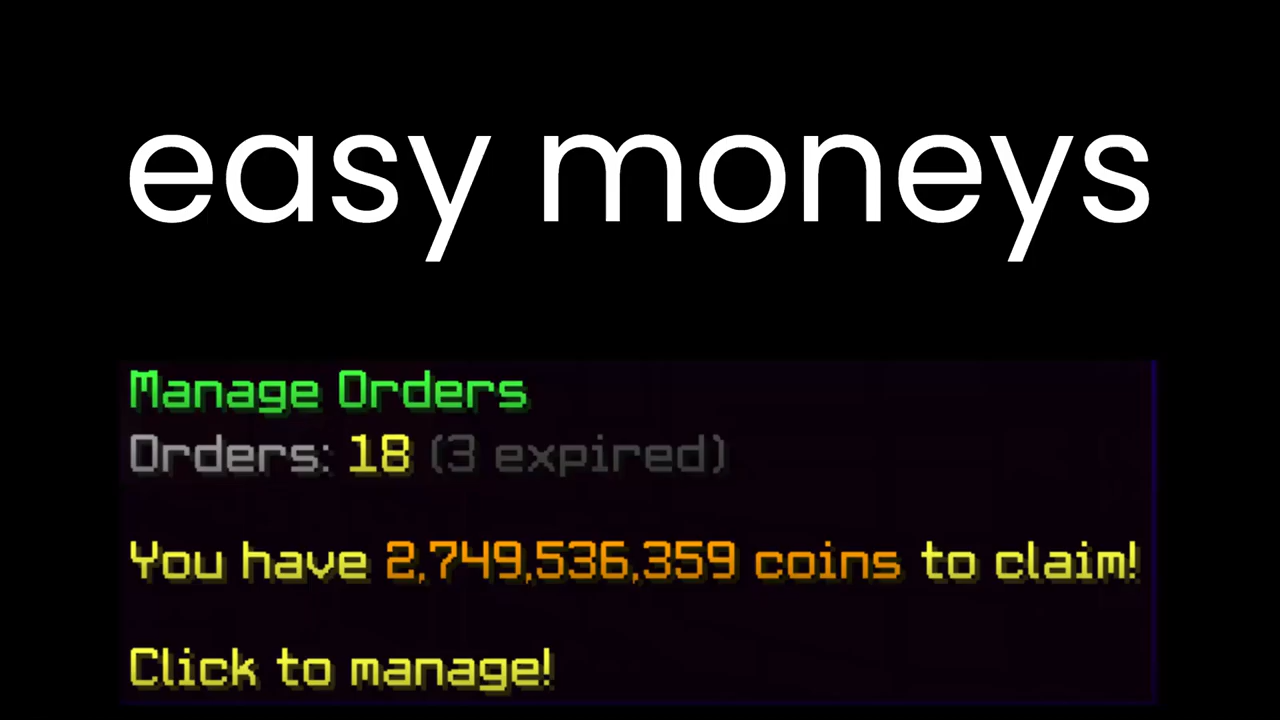 easy moneys
Manage Orders
Orders: 18 (3 expired)
You have 2,749,536,359 coins to claim!
Click to manage!